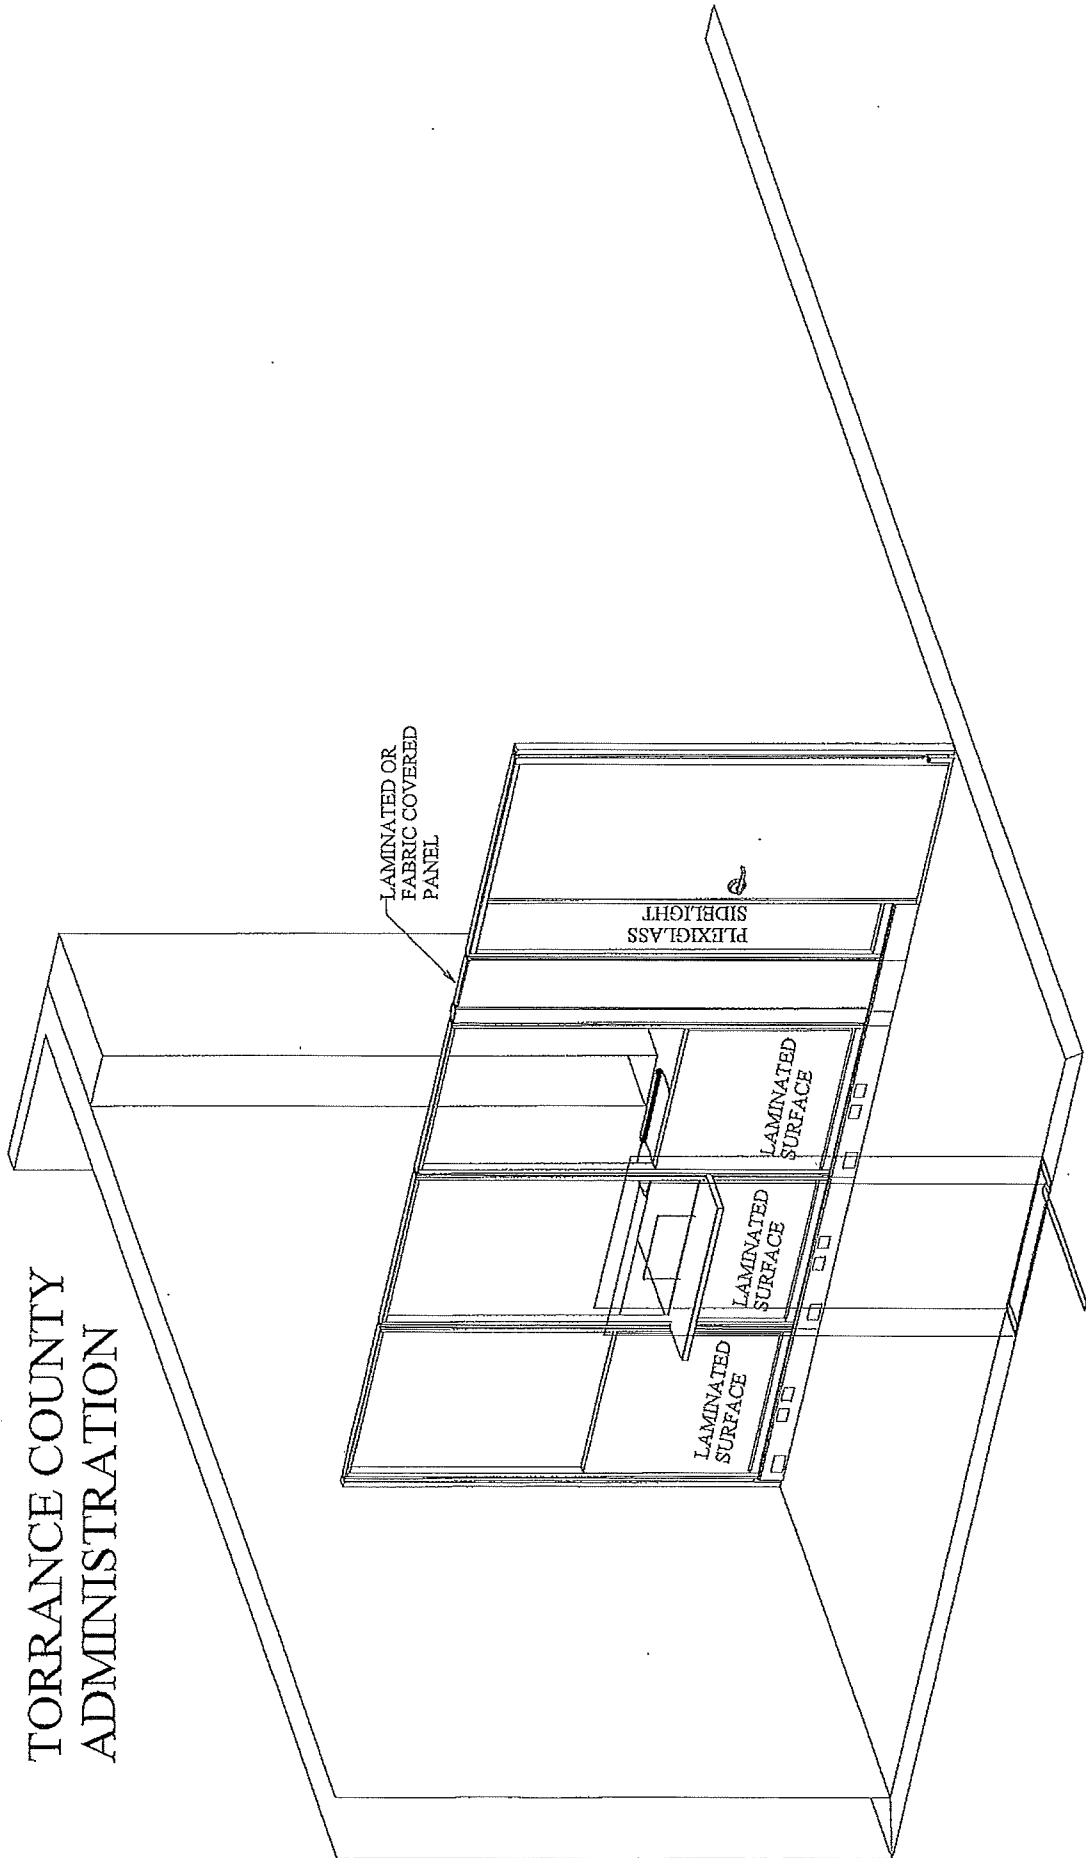 TORRANCE COUNTY
ADMINISTRATION
LAMINATED OR
FABRIC COVERED
PANEL
PLEXIGLASS
SIDELIGHT
LAMINATED
SURFACE
LAMINATED
SURFACE
LAMINATED
SURFACE